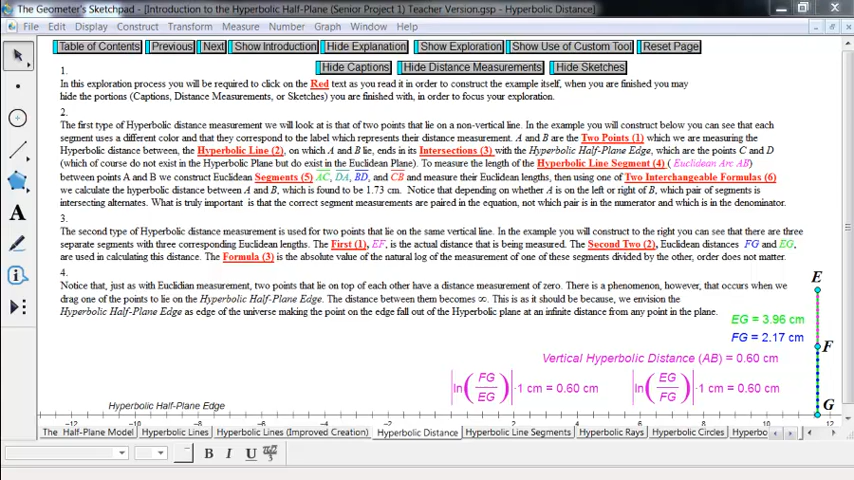 The Geometer's Sketchpad - [Introduction to the Hyperbolic Half-Plane (Senior Project 1) Teacher Version.gsp - Hyperbolic Distance]
File Edit Display Construct Transform Measure Number Graph Window Help
Table of Contents Previous Next Show Introduction Hide Explanation Show Exploration Show Use of Custom Tool Reset Page
Hide Captions Hide Distance Measurements Hide Sketches
1.
In this exploration process you will be required to click on the Red text as you read it in order to construct the example itself, when you are finished you may
hide the portions (Captions, Distance Measurements, or Sketches) you are finished with, in order to focus your exploration.
2.
The first type of Hyperbolic distance measurement we will look at is that of two points that lie on a non-vertical line. In the example you will construct below you can see that each
segment uses a different color and that they correspond to the label which represents their distance measurement. A and B are the Two Points (1) which we are measuring the
Hyperbolic distance between, the Hyperbolic Line (2), on which A and B lie, ends in its Intersections (3) with the Hyperbolic Half-Plane Edge, which are the points C and D
(which of course do not exist in the Hyperbolic Plane but do exist in the Euclidean Plane). To measure the length of the Hyperbolic Line Segment (4) ( Euclidean Arc AB)
between points A and B we construct Euclidean Segments (5) AC, DA, BD, and CB and measure their Euclidean lengths, then using one of Two Interchangeable Formulas (6)
we calculate the hyperbolic distance between A and B, which is found to be 1.73 cm. Notice that depending on whether A is on the left or right of B, which pair of segments is
intersecting alternates. What is truly important is that the correct segment measurements are paired in the equation, not which pair is in the numerator and which is in the denominator.
3.
The second type of Hyperbolic distance measurement is used for two points that lie on the same vertical line. In the example you will construct to the right you can see that there are three
separate segments with three corresponding Euclidean lengths. The First (1), EF, is the actual distance that is being measured. The Second Two (2), Euclidean distances FG and EG,
are used in calculating this distance. The Formula (3) is the absolute value of the natural log of the measurement of one of these segments divided by the other, order does not matter.
4.
Notice that, just as with Euclidian measurement, two points that lie on top of each other have a distance measurement of zero. There is a phenomenon, however, that occurs when we
drag one of the points to lie on the Hyperbolic Half-Plane Edge. The distance between them becomes ∞. This is as it should be because, we envision the
Hyperbolic Half-Plane Edge as edge of the universe making the point on the edge fall out of the Hyperbolic plane at an infinite distance from any point in the plane.
E
EG = 3.96 cm
FG = 2.17 cm
F
Vertical Hyperbolic Distance (AB) = 0.60 cm
|ln(FG/EG)|·1 cm = 0.60 cm |ln(EG/FG)|·1 cm = 0.60 cm
Hyperbolic Half-Plane Edge
G
-12 -10 -8 -6 -4 -2 2 4 6 8 10 12
The Half-Plane Model Hyperbolic Lines Hyperbolic Lines (Improved Creation) Hyperbolic Distance Hyperbolic Line Segments Hyperbolic Rays Hyperbolic Circles Hyperbo
B I U